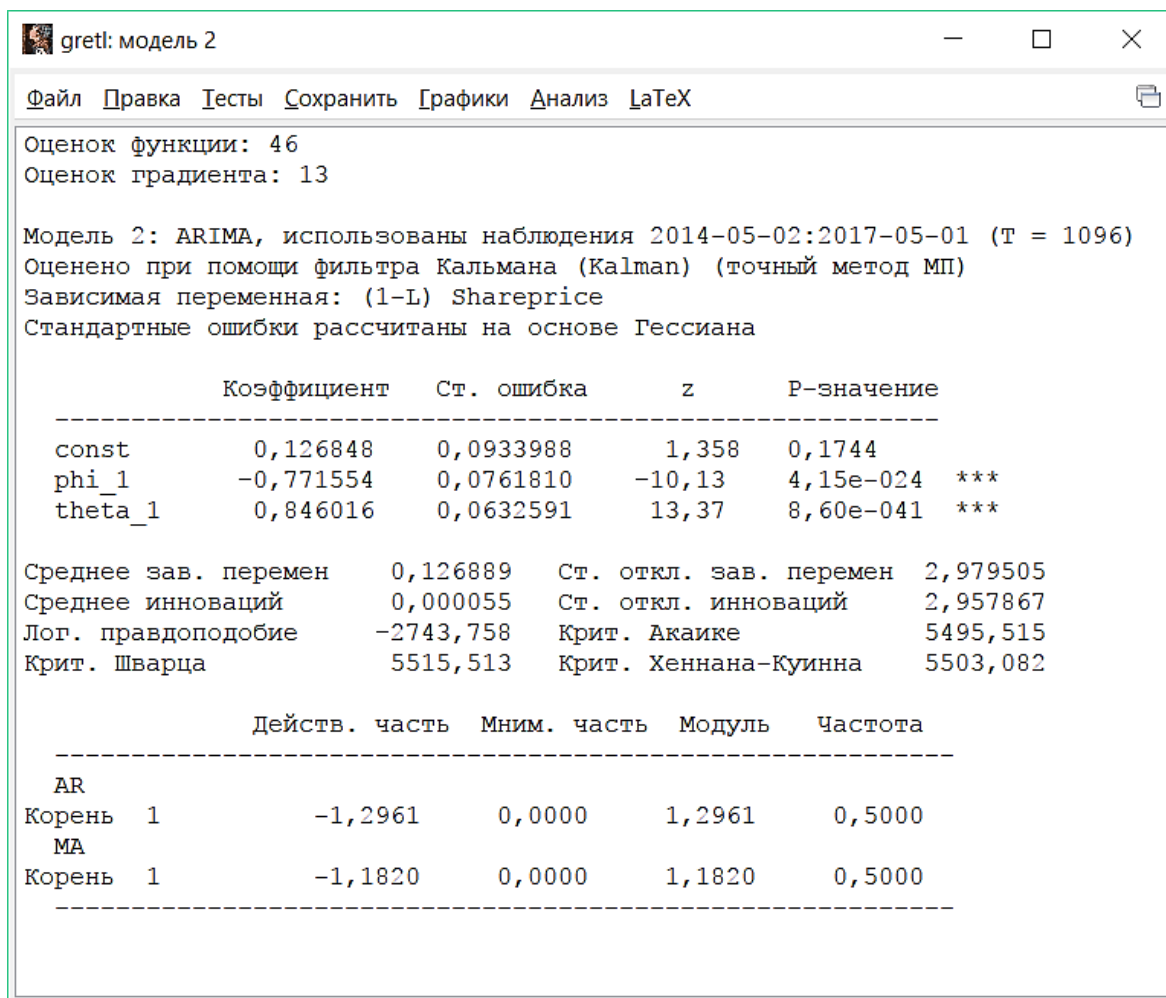 gretl: модель 2
Файл Правка Тесты Сохранить Графики Анализ LaTeX
Оценок функции: 46
Оценок градиента: 13
Модель 2: ARIMA, использованы наблюдения 2014-05-02:2017-05-01 (T = 1096)
Оценено при помощи фильтра Кальмана (Kalman) (точный метод МП)
Зависимая переменная: (1-L) Shareprice
Стандартные ошибки рассчитаны на основе Гессиана
Коэффициент Ст. ошибка z P-значение
const 0,126848 0,0933988 1,358 0,1744
phi_1 −0,771554 0,0761810 −10,13 4,15e-024 ***
theta_1 0,846016 0,0632591 13,37 8,60e-041 ***
Среднее зав. перемен 0,126889 Ст. откл. зав. перемен 2,979505
Среднее инноваций 0,000055 Ст. откл. инноваций 2,957867
Лог. правдоподобие −2743,758 Крит. Акаике 5495,515
Крит. Шварца 5515,513 Крит. Хеннана-Куинна 5503,082
Действ. часть Мним. часть Модуль Частота
AR
Корень 1 −1,2961 0,0000 1,2961 0,5000
MA
Корень 1 −1,1820 0,0000 1,1820 0,5000